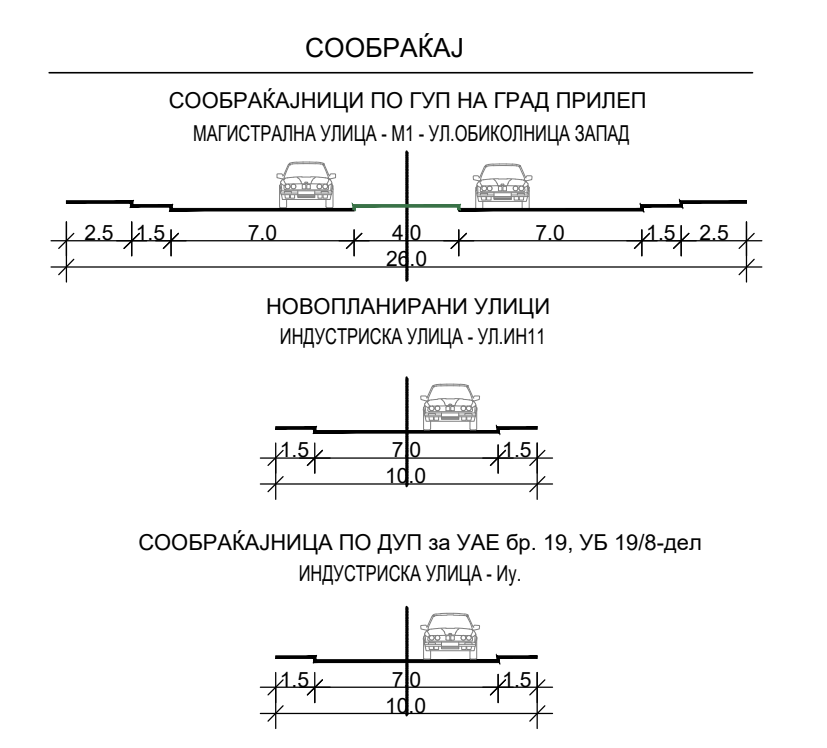 СООБРАЌАЈ
СООБРАЌАЈНИЦИ ПО ГУП НА ГРАД ПРИЛЕП
МАГИСТРАЛНА УЛИЦА - М1 - УЛ.ОБИКОЛНИЦА ЗАПАД
2.5 1.5 7.0 4.0 7.0 1.5 2.5
26.0
НОВОПЛАНИРАНИ УЛИЦИ
ИНДУСТРИСКА УЛИЦА - УЛ.ИН11
1.5 7.0 1.5
10.0
СООБРАЌАЈНИЦА ПО ДУП за УАЕ бр. 19, УБ 19/8-дел
ИНДУСТРИСКА УЛИЦА - Иу.
1.5 7.0 1.5
10.0